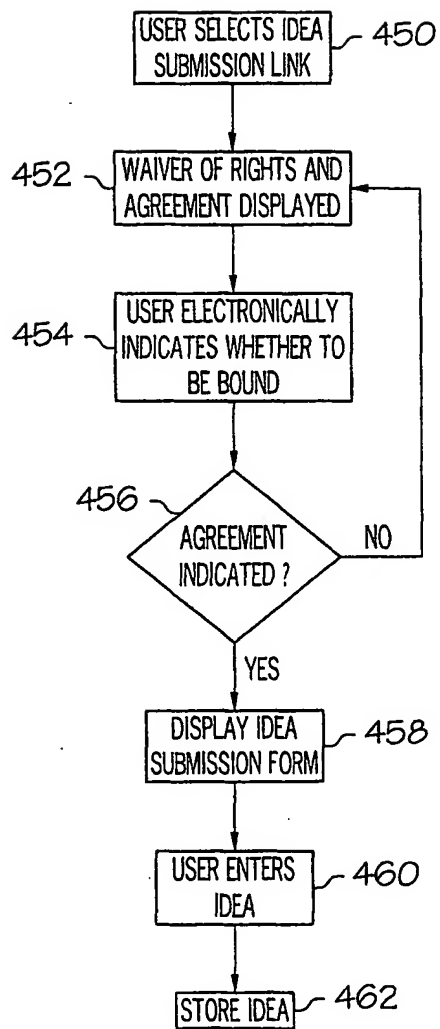 USER SELECTS IDEA
SUBMISSION LINK
450
452
WAIVER OF RIGHTS AND
AGREEMENT DISPLAYED
454
USER ELECTRONICALLY
INDICATES WHETHER TO
BE BOUND
456
AGREEMENT
INDICATED ?
NO
YES
DISPLAY IDEA
SUBMISSION FORM
458
USER ENTERS
IDEA
460
STORE IDEA
462